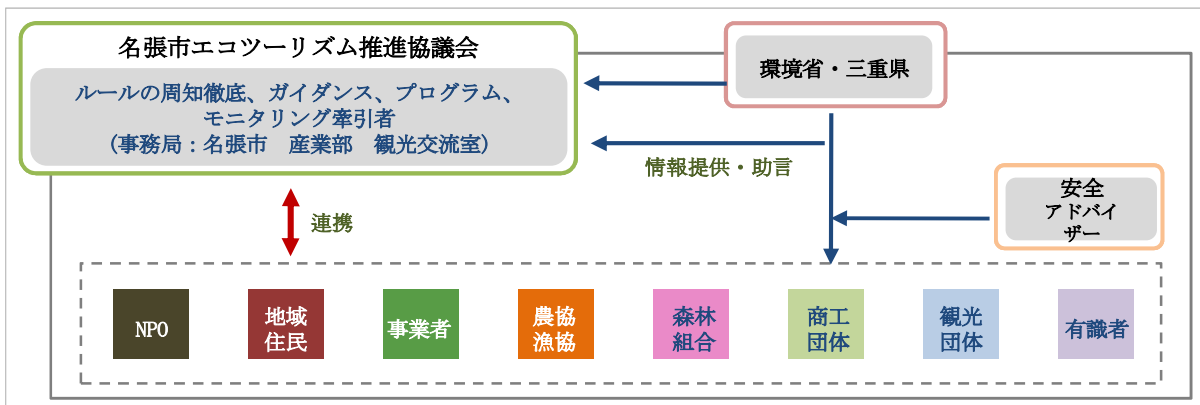 名張市エコツーリズム推進協議会
ルールの周知徹底、ガイダンス、プログラム、
モニタリング牽引者
(事務局：名張市　産業部　観光交流室)
環境省・三重県
情報提供・助言
安全
アドバイ
ザー
連携
NPO
地域
住民
事業者
農協
漁協
森林
組合
商工
団体
観光
団体
有識者